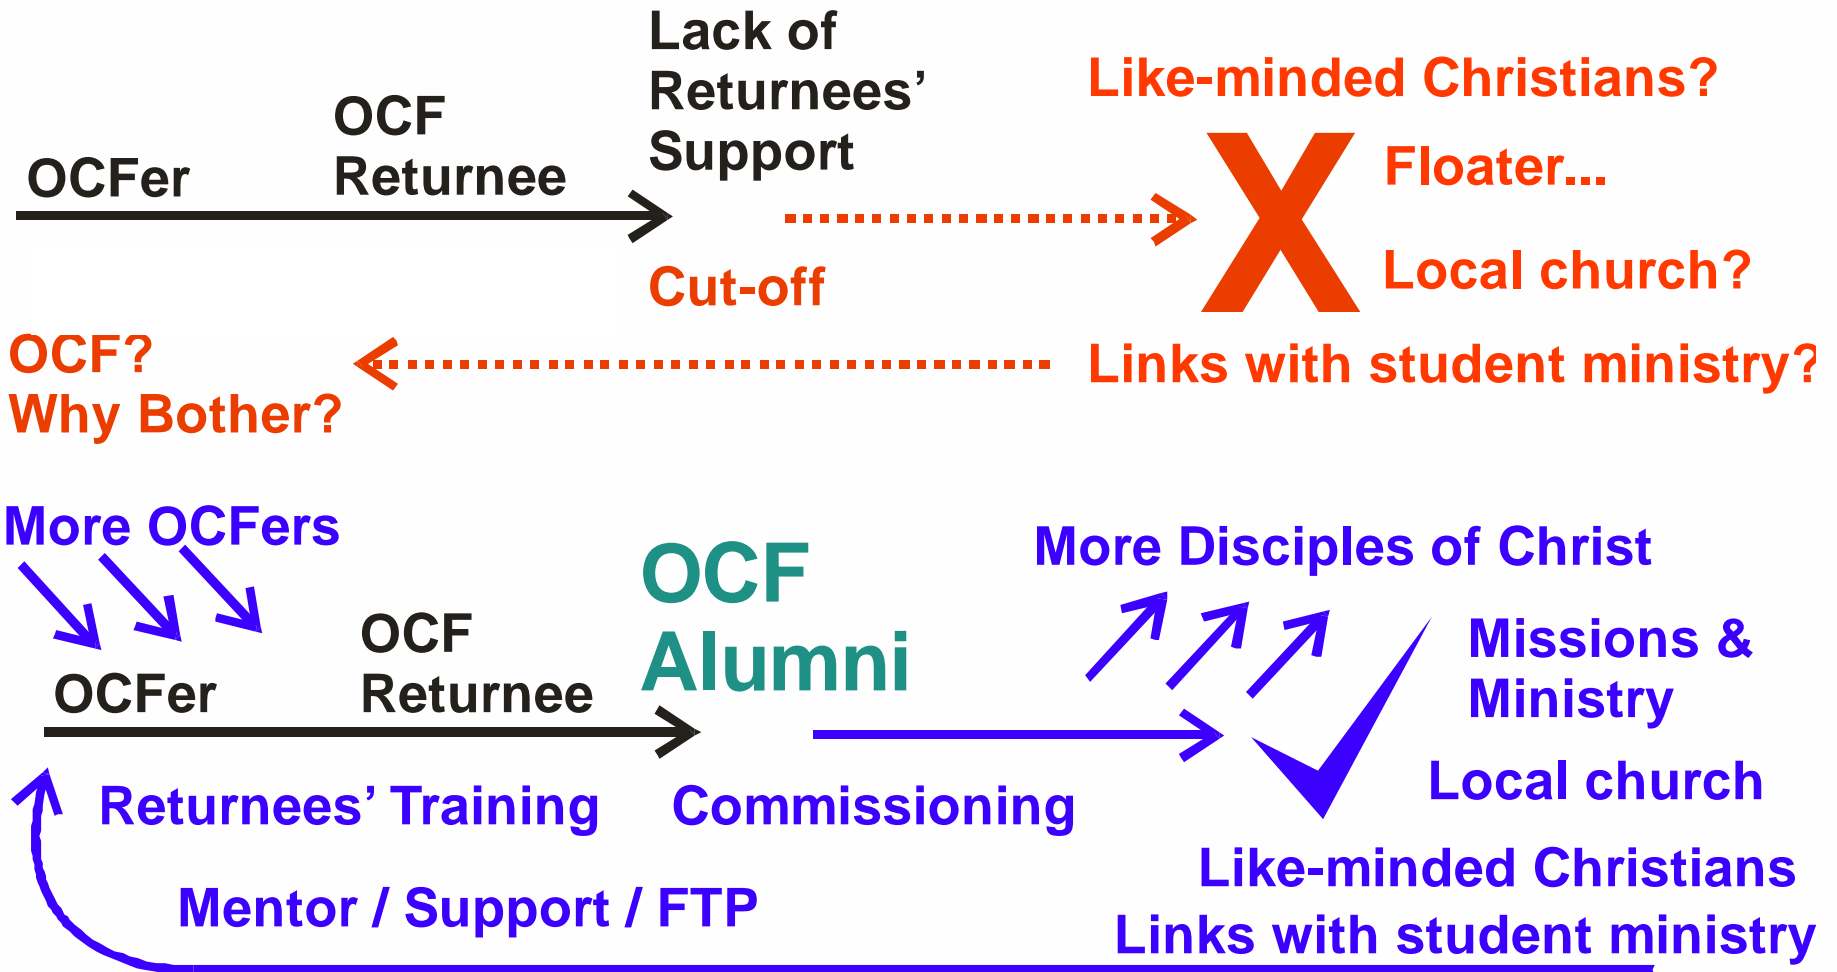 Lack of
Returnees’
Support
OCF
Returnee
OCFer
Like-minded Christians?
X
Floater...
Local church?
Cut-off
OCF?
Why Bother?
Links with student ministry?
More OCFers
OCF
Alumni
More Disciples of Christ
OCF
Returnee
OCFer
Missions &
Ministry
Local church
Returnees’ Training
Commissioning
Like-minded Christians
Mentor / Support / FTP
Links with student ministry